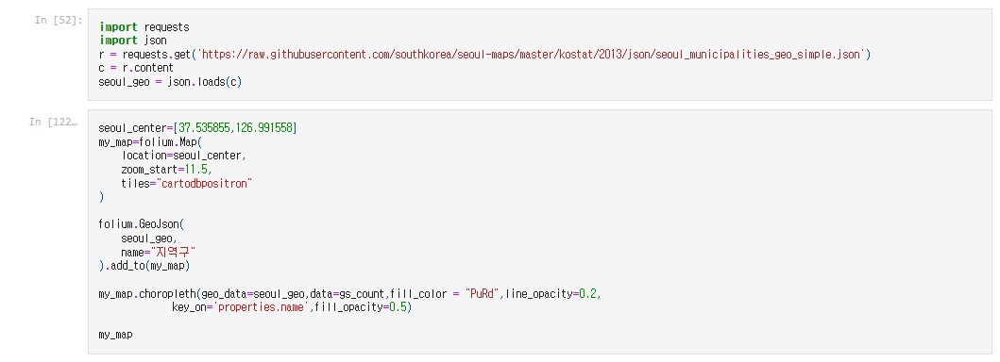 In [52]:
import requests
import json
r = requests.get('https://raw.githubusercontent.com/southkorea/seoul-maps/master/kostat/2013/json/seoul_municipalities_geo_simple.json')
c = r.content
seoul_geo = json.loads(c)
In [122…
seoul_center=[37.535855,126.991558]
my_map=folium.Map(
    location=seoul_center,
    zoom_start=11.5,
    tiles="cartodbpositron"
)
folium.GeoJson(
    seoul_geo,
    name="지역구"
).add_to(my_map)
my_map.choropleth(geo_data=seoul_geo,data=gs_count,fill_color = "PuRd",line_opacity=0.2,
             key_on='properties.name',fill_opacity=0.5)
my_map